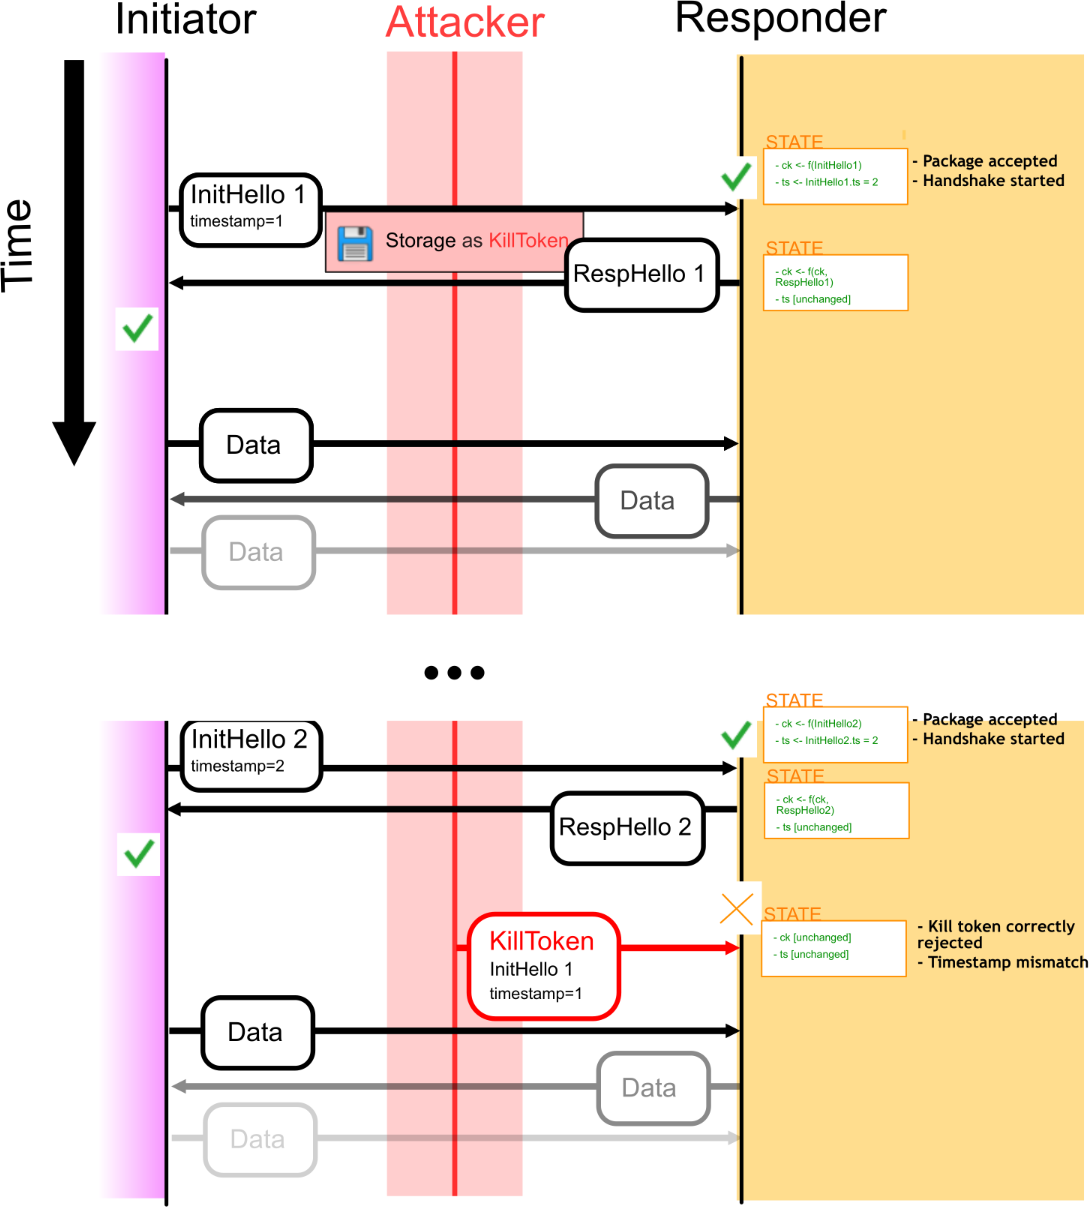 Initiator
Attacker
Responder
Time
STATE
- ck <- f(InitHello1)
- ts <- InitHello1.ts = 2
- Package accepted
- Handshake started
InitHello 1
timestamp=1
Storage as KillToken
RespHello 1
STATE
- ck <- f(ck,
RespHello1)
- ts [unchanged]
Data
Data
Data
...
STATE
- ck <- f(InitHello2)
- ts <- InitHello2.ts = 2
- Package accepted
- Handshake started
InitHello 2
timestamp=2
STATE
- ck <- f(ck,
RespHello2)
- ts [unchanged]
RespHello 2
STATE
- ck [unchanged]
- ts [unchanged]
- Kill token correctly
rejected
- Timestamp mismatch
KillToken
InitHello 1
timestamp=1
Data
Data
Data